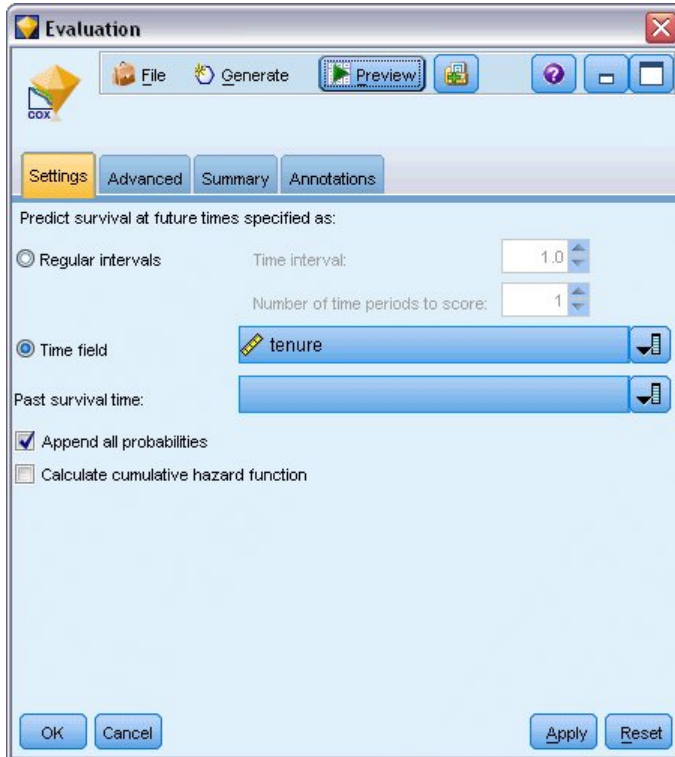 Evaluation
File Generate Preview
COX
Settings Advanced Summary Annotations
Predict survival at future times specified as:
Regular intervals Time interval: 1.0
Number of time periods to score: 1
Time field tenure
Past survival time:
Append all probabilities
Calculate cumulative hazard function
OK Cancel Apply Reset